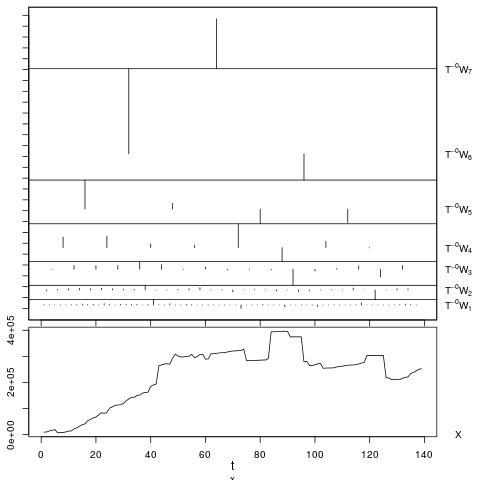 T⁻⁰W₇
T⁻⁰W₆
T⁻⁰W₅
T⁻⁰W₄
T⁻⁰W₃
T⁻⁰W₂
T⁻⁰W₁
4e+05
2e+05
0e+00
X
0 20 40 60 80 100 120 140
t
x